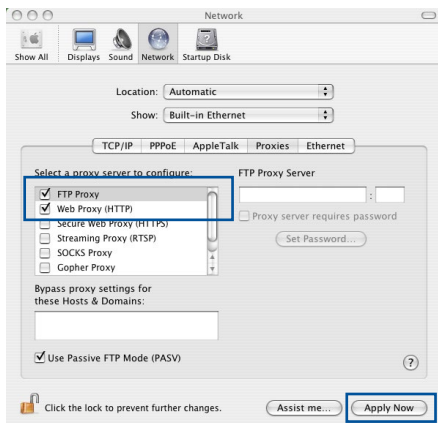 Network
Show All Displays Sound Network Startup Disk
Location: Automatic
Show: Built-in Ethernet
TCP/IP PPPoE AppleTalk Proxies Ethernet
Select a proxy server to configure: FTP Proxy Server
FTP Proxy
:
Web Proxy (HTTP)
Secure Web Proxy (HTTPS) Proxy server requires password
Streaming Proxy (RTSP) Set Password...
SOCKS Proxy
Gopher Proxy
Bypass proxy settings for
these Hosts & Domains:
Use Passive FTP Mode (PASV) ?
Click the lock to prevent further changes. Assist me... Apply Now